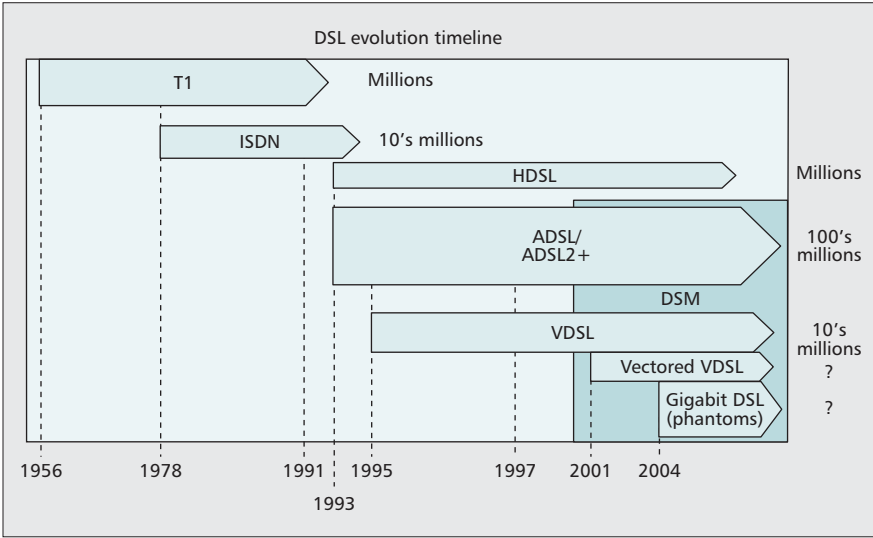 DSL evolution timeline
T1
Millions
ISDN
10's millions
HDSL
Millions
ADSL/
ADSL2+
100's
millions
DSM
VDSL
10's
millions
Vectored VDSL
?
Gigabit DSL
(phantoms)
?
1956
1978
1991
1993
1995
1997
2001
2004